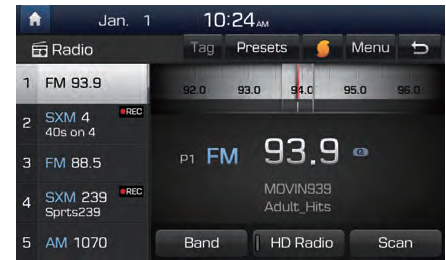 Jan. 1 10:24 AM
Radio Tag Presets Menu
1 FM 93.9
2 SXM 4 REC
40s on 4
3 FM 88.5
4 SXM 239 REC
Sprts239
5 AM 1070
92.0 93.0 94.0 95.0 96.0
P1 FM 93.9
MOVIN939
Adult_Hits
Band HD Radio Scan